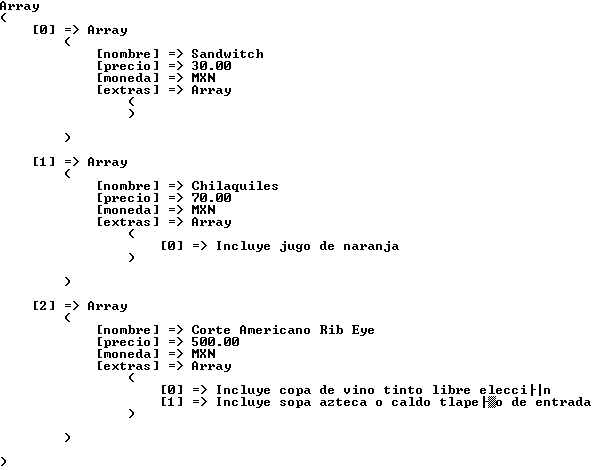 Array
(
    [0] => Array
        (
            [nombre] => Sandwitch
            [precio] => 30.00
            [moneda] => MXN
            [extras] => Array
                (
                )

        )

    [1] => Array
        (
            [nombre] => Chilaquiles
            [precio] => 70.00
            [moneda] => MXN
            [extras] => Array
                (
                    [0] => Incluye jugo de naranja
                )

        )

    [2] => Array
        (
            [nombre] => Corte Americano Rib Eye
            [precio] => 500.00
            [moneda] => MXN
            [extras] => Array
                (
                    [0] => Incluye copa de vino tinto libre elecci├│n
                    [1] => Incluye sopa azteca o caldo tlape├▒o de entrada
                )

        )

)